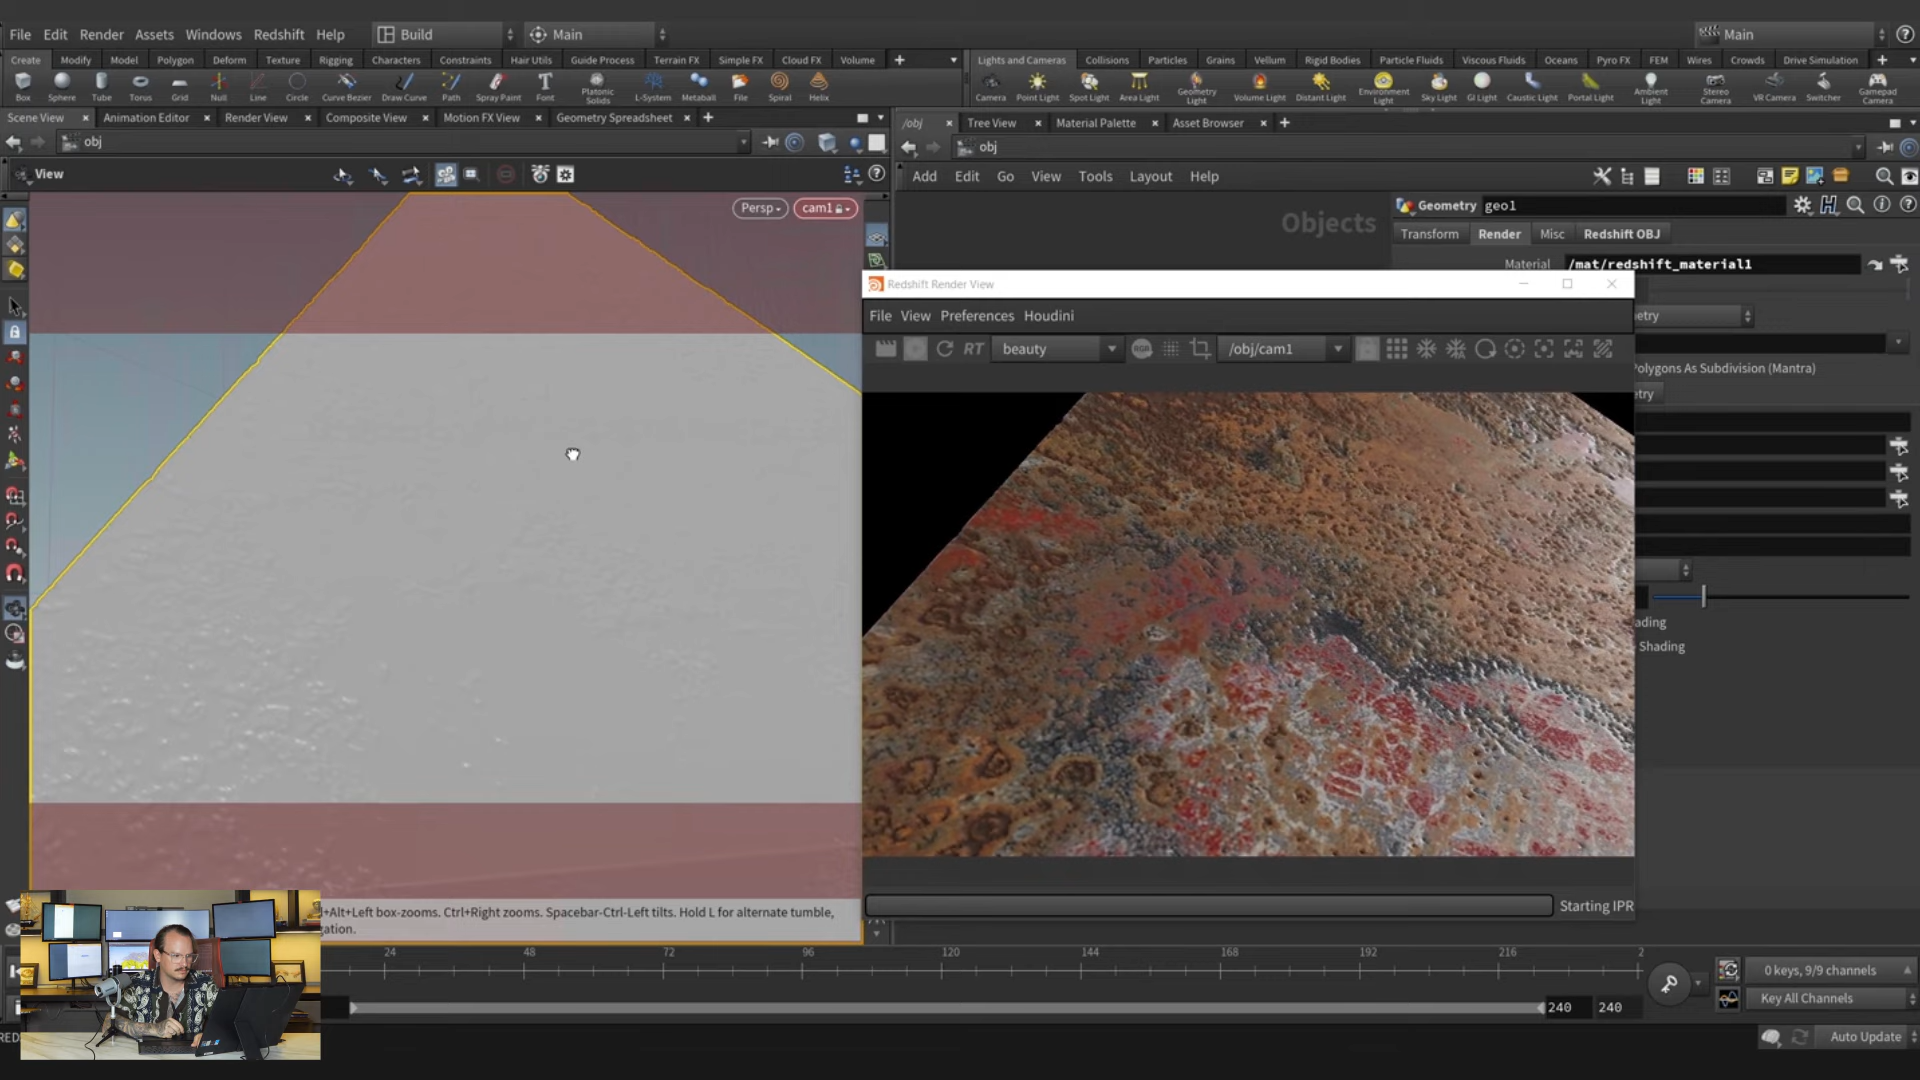 File Edit Render Assets Windows Redshift Help Build Main Main
Create Modify Model Polygon Deform Texture Rigging Characters Constraints Hair Utils Guide Process Terrain FX Simple FX Cloud FX Volume
Lights and Cameras Collisions Particles Grains Vellum Rigid Bodies Particle Fluids Viscous Fluids Oceans Pyro FX FEM Wires Crowds Drive Simulation
Box Sphere Tube Torus Grid Null Line Circle Curve Bezier Draw Curve Path Spray Paint Font Platonic Solids L-System Metaball File Spiral Helix
Camera Point Light Spot Light Area Light Geometry Light Volume Light Distant Light Environment Light Sky Light GI Light Caustic Light Portal Light Ambient Light Stereo Camera VR Camera Switcher Gamepad Camera
Scene View Animation Editor Render View Composite View Motion FX View Geometry Spreadsheet
/obj Tree View Material Palette Asset Browser
obj
obj
View
Add Edit Go View Tools Layout Help
Persp cam1
Objects
Geometry geo1
Transform Render Misc Redshift OBJ
Material /mat/redshift_material1
Redshift Render View
File View Preferences Houdini
etry
RT beauty RGB /obj/cam1
Polygons As Subdivision (Mantra)
etry
ading
Shading
+Alt+Left box-zooms. Ctrl+Right zooms. Spacebar-Ctrl-Left tilts. Hold L for alternate tumble,
gation.
Starting IPR
24 48 72 96 120 144 168 192 216 2
0 keys, 9/9 channels
Key All Channels
240 240
RED
Auto Update